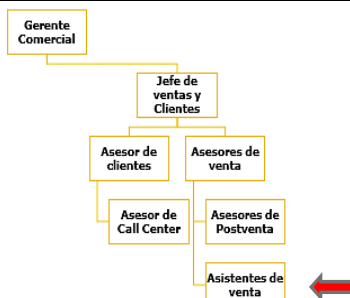 Gerente
Comercial
Jefe de
ventas y
Clientes
Asesor de
clientes
Asesores de
venta
Asesor de
Call Center
Asesores de
Postventa
Asistentes de
venta